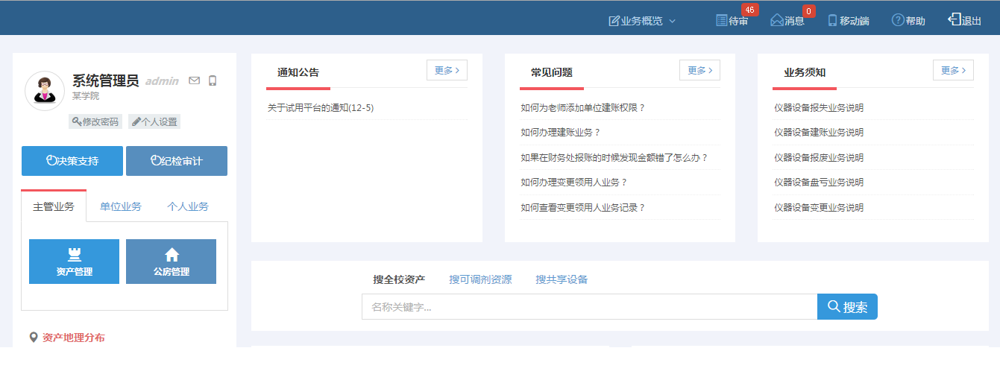 业务概览
待审 46
消息 0
移动端
帮助
退出
系统管理员 admin
某学院
修改密码 个人设置
决策支持 纪检审计
主管业务 单位业务 个人业务
资产管理 公房管理
资产地理分布
通知公告 更多
关于试用平台的通知(12-5)
常见问题 更多
如何为老师添加单位建账权限？
如何办理建账业务？
如果在财务处报账的时候发现金额错了怎么办？
如何办理变更领用人业务？
如何查看变更领用人业务记录？
业务须知 更多
仪器设备报失业务说明
仪器设备建账业务说明
仪器设备报废业务说明
仪器设备盘亏业务说明
仪器设备变更业务说明
搜全校资产 搜可调剂资源 搜共享设备
名称关键字... 搜索